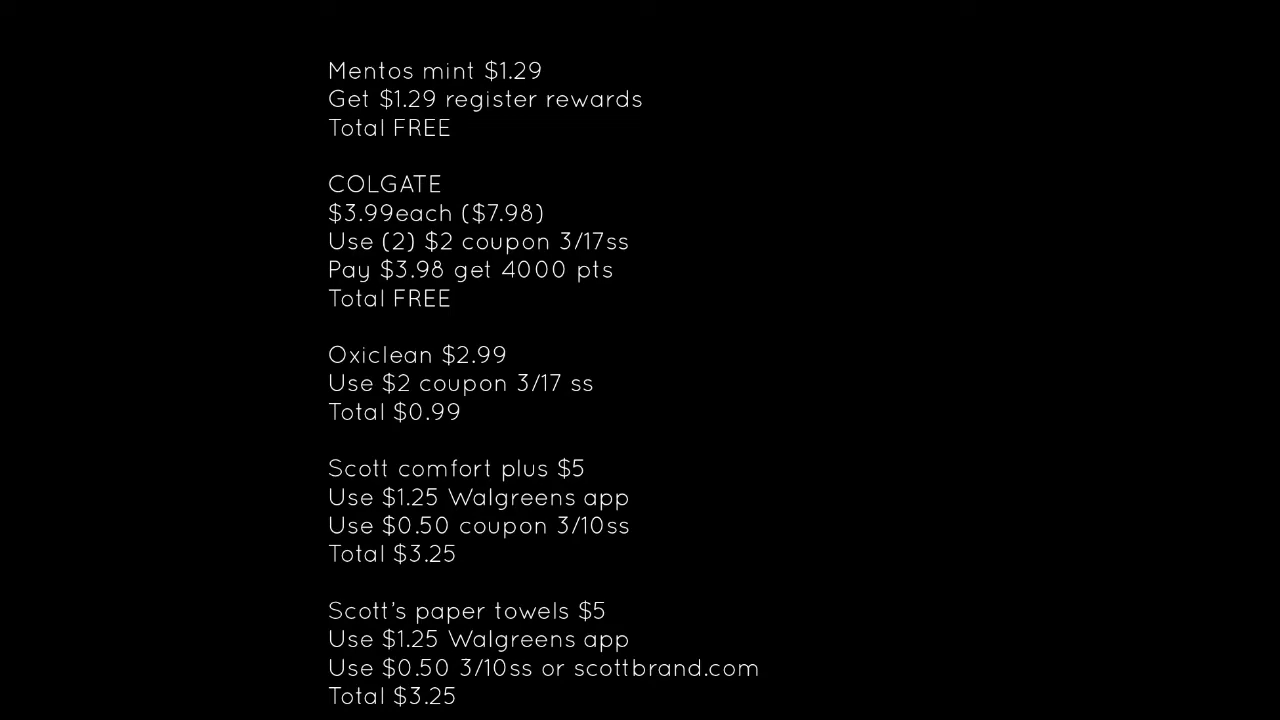 Mentos mint $1.29
Get $1.29 register rewards
Total FREE
COLGATE
$3.99each ($7.98)
Use (2) $2 coupon 3/17ss
Pay $3.98 get 4000 pts
Total FREE
Oxiclean $2.99
Use $2 coupon 3/17 ss
Total $0.99
Scott comfort plus $5
Use $1.25 Walgreens app
Use $0.50 coupon 3/10ss
Total $3.25
Scott's paper towels $5
Use $1.25 Walgreens app
Use $0.50 3/10ss or scottbrand.com
Total $3.25